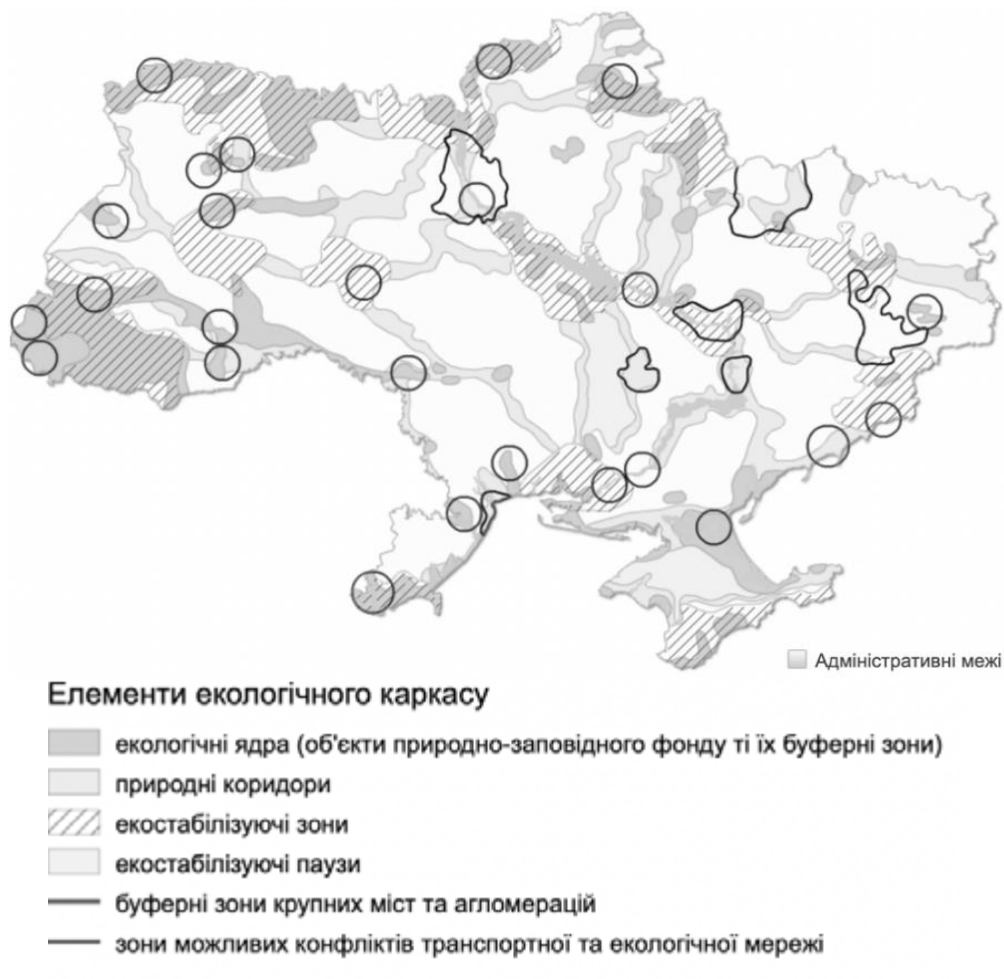 Адміністративні межі
Елементи екологічного каркасу
екологічні ядра (об'єкти природно-заповідного фонду ті їх буферні зони)
природні коридори
екостабілізуючі зони
екостабілізуючі паузи
буферні зони крупних міст та агломерацій
зони можливих конфліктів транспортної та екологічної мережі